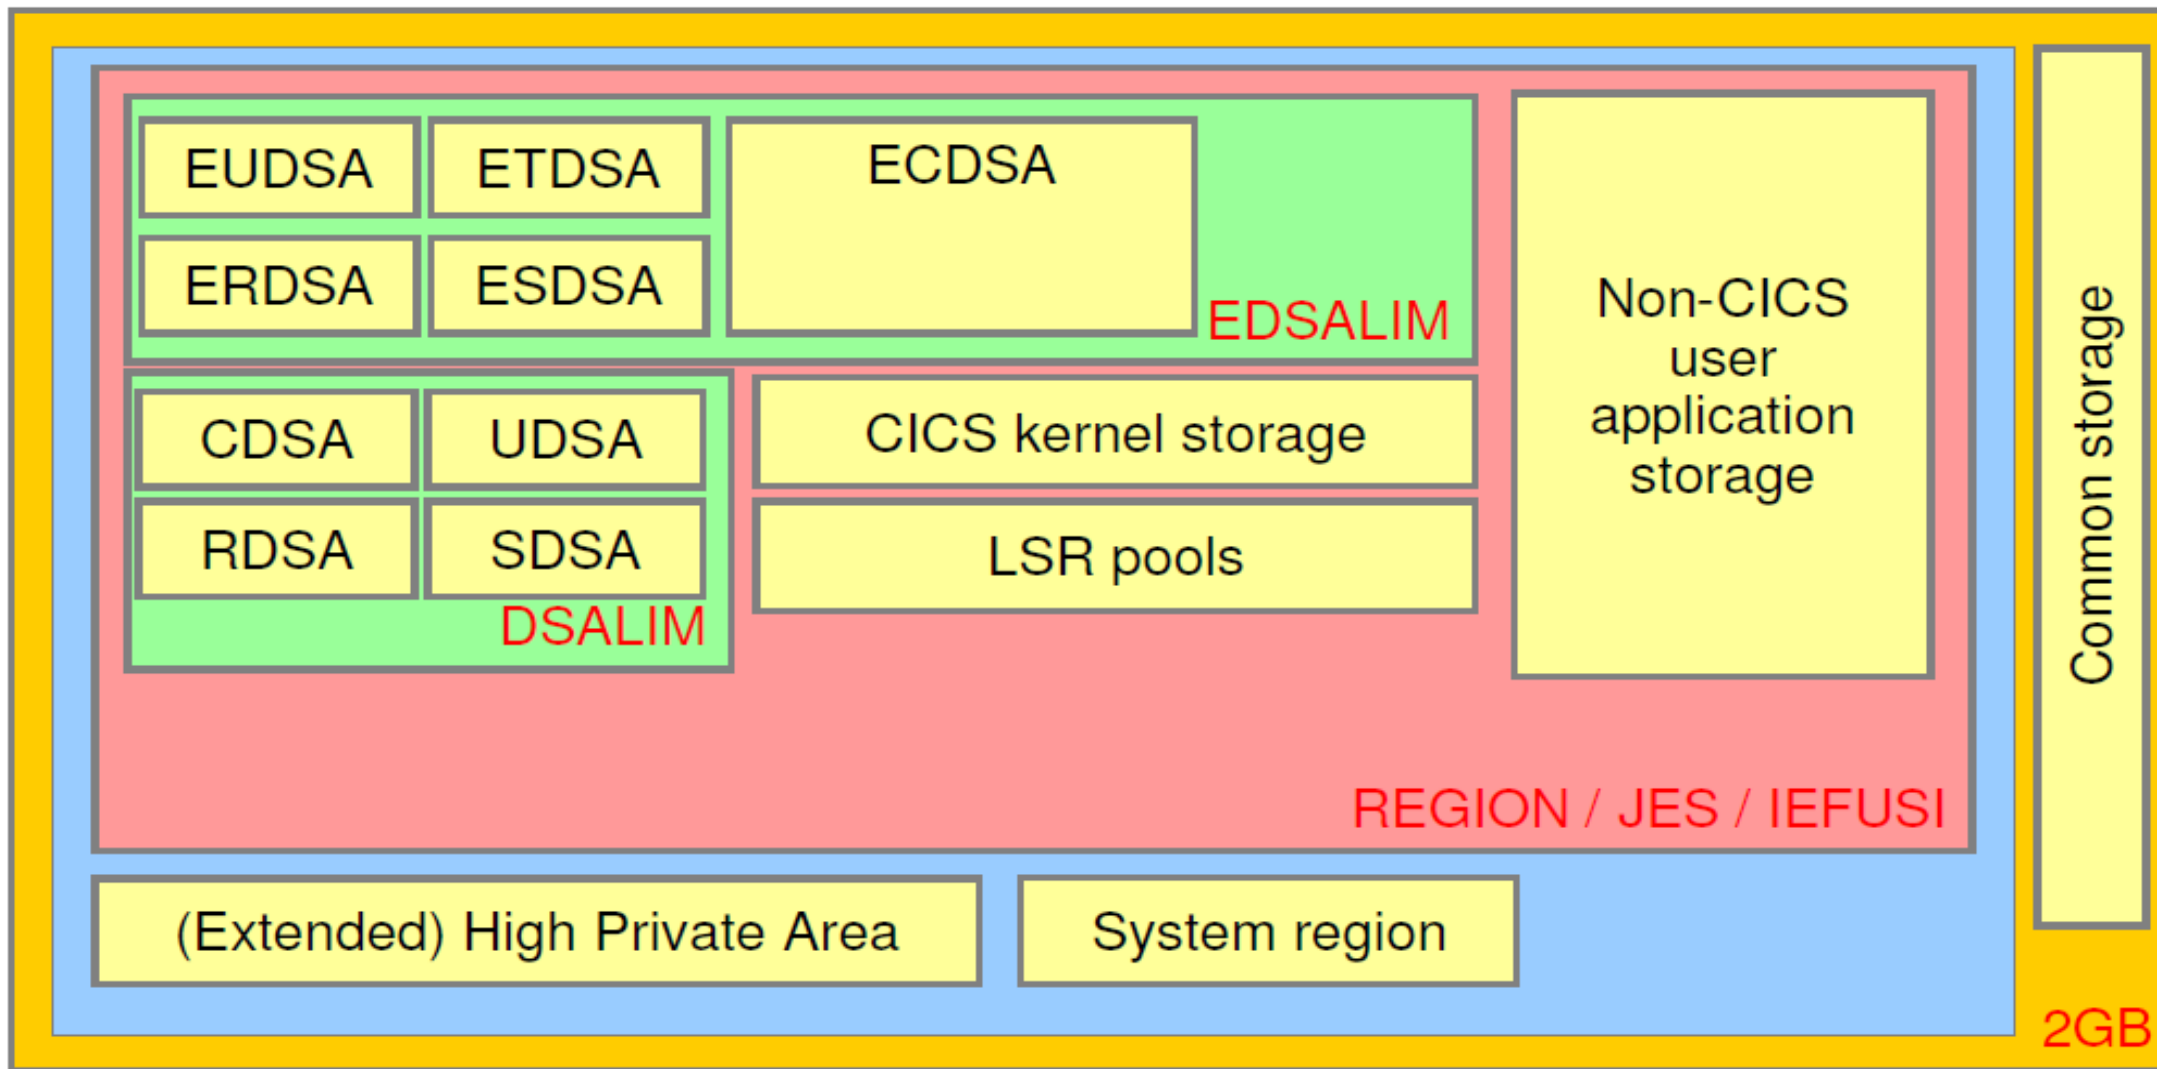 EUDSA
ETDSA
ECDSA
ERDSA
ESDSA
EDSALIM
CDSA
UDSA
RDSA
SDSA
DSALIM
CICS kernel storage
LSR pools
Non-CICS
user
application
storage
REGION / JES / IEFUSI
(Extended) High Private Area
System region
Common storage
2GB